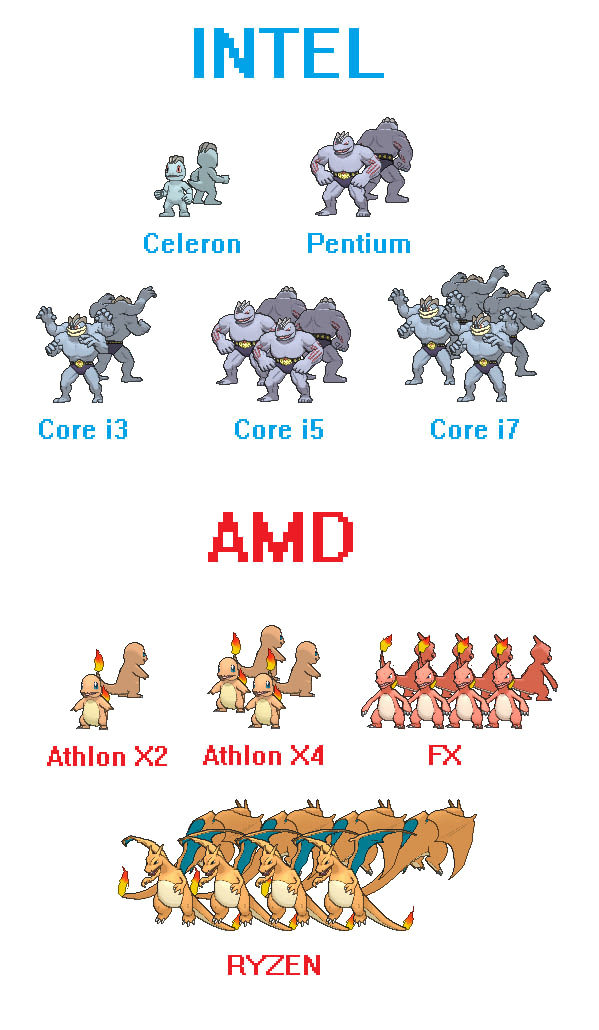 INTEL
Celeron
Pentium
Core i3
Core i5
Core i7
AMD
Athlon X2
Athlon X4
FX
RYZEN